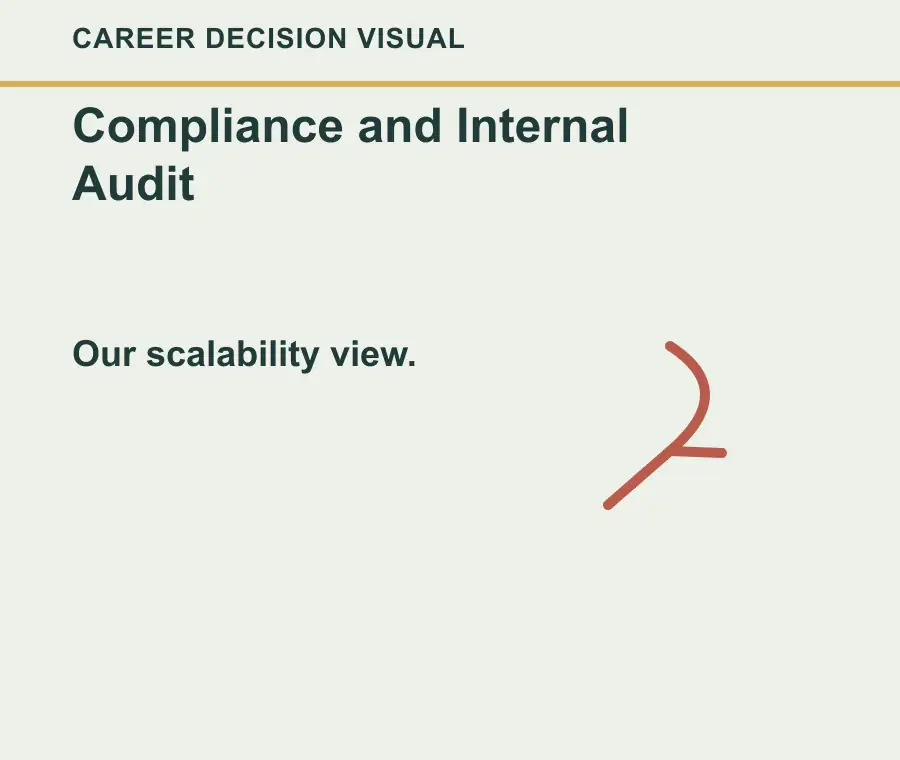 CAREER DECISION VISUAL
Compliance and Internal
Audit
Our scalability view.